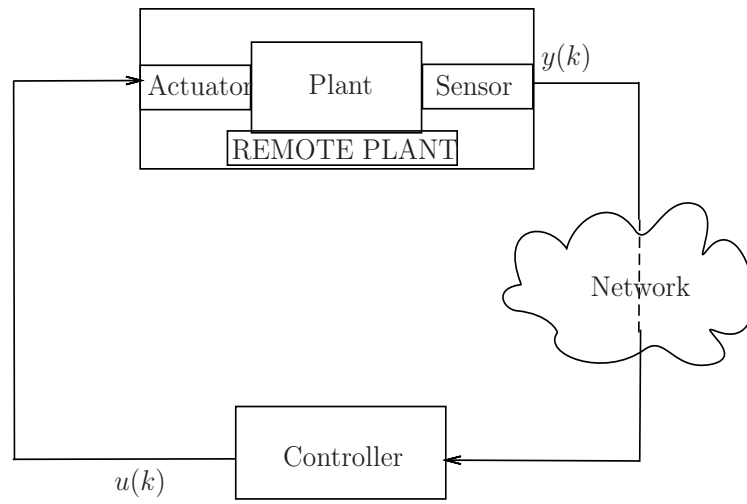 y(k)
Actuator
Plant
Sensor
REMOTE PLANT
Network
Controller
u(k)